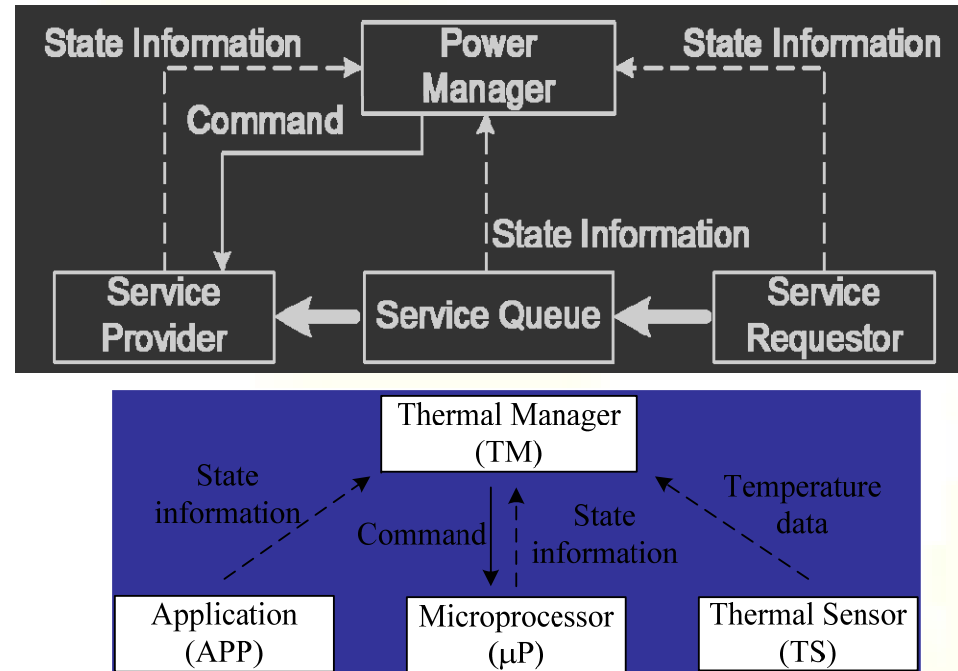 State Information
Power
Manager
State Information
Command
State Information
Service
Provider
Service Queue
Service
Requestor
Thermal Manager
(TM)
State
information
Command
State
information
Temperature
data
Application
(APP)
Microprocessor
(μP)
Thermal Sensor
(TS)